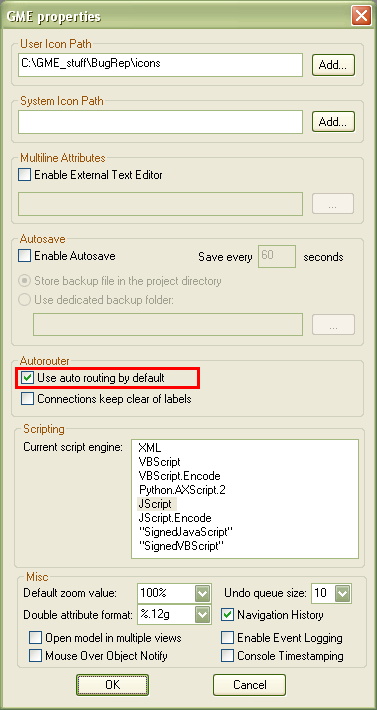 GME properties
User Icon Path
C:\GME_stuff\BugRep\icons
Add...
System Icon Path
Add...
Multiline Attributes
Enable External Text Editor
...
Autosave
Enable Autosave Save every 60 seconds
Store backup file in the project directory
Use dedicated backup folder:
...
Autorouter
Use auto routing by default
Connections keep clear of labels
Scripting
Current script engine:
XML
VBScript
VBScript.Encode
Python.AXScript.2
JScript
JScript.Encode
"SignedJavaScript"
"SignedVBScript"
Misc
Default zoom value: 100% Undo queue size: 10
Double attribute format: %.12g Navigation History
Open model in multiple views Enable Event Logging
Mouse Over Object Notify Console Timestamping
OK Cancel